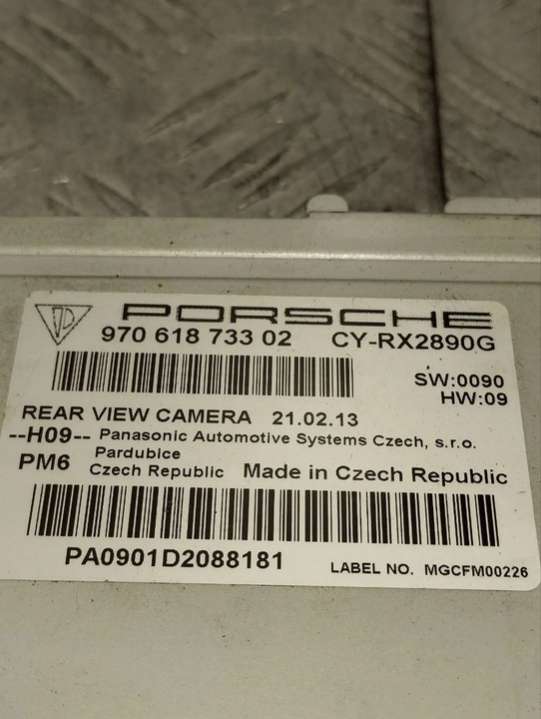 PORSCHE
970 618 733 02 CY-RX2890G
SW:0090
HW:09
REAR VIEW CAMERA 21.02.13
--H09-- Panasonic Automotive Systems Czech, s.r.o.
PM6 Pardubice
Czech Republic Made in Czech Republic
PA0901D2088181
LABEL NO. MGCFM00226